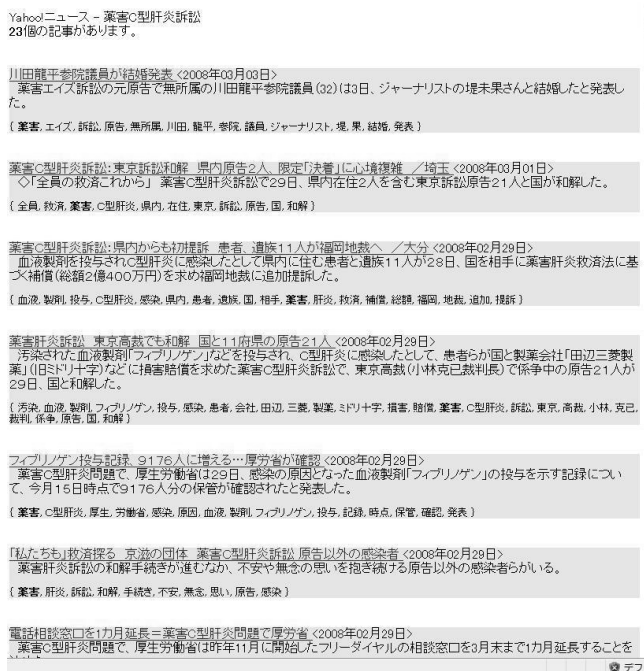 Yahoo!ニュース - 薬害C型肝炎訴訟
23個の記事があります。
川田龍平参院議員が結婚発表 <2008年03月03日>
薬害エイズ訴訟の元原告で無所属の川田龍平参院議員(32)は3日、ジャーナリストの堤未果さんと結婚したと発表し
た。
{ 薬害, エイズ, 訴訟, 原告, 無所属, 川田, 龍平, 参院, 議員, ジャーナリスト, 堤, 果, 結婚, 発表 }
薬害C型肝炎訴訟:東京訴訟和解 県内原告2人、限定「決着」に心境複雑 /埼玉 <2008年03月01日>
◇「全員の救済これから」 薬害C型肝炎訴訟で29日、県内在住2人を含む東京訴訟原告21人と国が和解した。
{ 全員, 救済, 薬害, C型肝炎, 県内, 在住, 東京, 訴訟, 原告, 国, 和解 }
薬害C型肝炎訴訟:県内からも初提訴 患者、遺族11人が福岡地裁へ /大分 <2008年02月29日>
血液製剤を投与されC型肝炎に感染したとして県内に住む患者と遺族11人が28日、国を相手に薬害肝炎救済法に基
づく補償(総額2億400万円)を求め福岡地裁に追加提訴した。
{ 血液, 製剤, 投与, C型肝炎, 感染, 県内, 患者, 遺族, 国, 相手, 薬害, 肝炎, 救済, 補償, 総額, 福岡, 地裁, 追加, 提訴 }
薬害肝炎訴訟 東京高裁でも和解 国と11府県の原告21人 <2008年02月29日>
汚染された血液製剤「フィブリノゲン」などを投与され、C型肝炎に感染したとして、患者らが国と製薬会社「田辺三菱製
薬」(旧ミドリ十字)などに損害賠償を求めた薬害C型肝炎訴訟で、東京高裁(小林克已裁判長)で係争中の原告21人が
29日、国と和解した。
{ 汚染, 血液, 製剤, フィブリノゲン, 投与, 感染, 患者, 会社, 田辺, 三菱, 製薬, ミドリ十字, 損害, 賠償, 薬害, C型肝炎, 訴訟, 東京, 高裁, 小林, 克已,
裁判, 係争, 原告, 国, 和解 }
フィブリノゲン投与記録、9176人に増える…厚労省が確認 <2008年02月29日>
薬害C型肝炎問題で、厚生労働省は29日、感染の原因となった血液製剤「フィブリノゲン」の投与を示す記録につい
て、今月15日時点で9176人分の保管が確認されたと発表した。
{ 薬害, C型肝炎, 厚生, 労働省, 感染, 原因, 血液, 製剤, フィブリノゲン, 投与, 記録, 時点, 保管, 確認, 発表 }
「私たちも」救済探る 京滋の団体 薬害C型肝炎訴訟 原告以外の感染者 <2008年02月29日>
薬害肝炎訴訟の和解手続きが進むなか、不安や無念の思いを抱き続ける原告以外の感染者らがいる。
{ 薬害, 肝炎, 訴訟, 和解, 手続き, 不安, 無念, 思い, 原告, 感染 }
電話相談窓口を1カ月延長=薬害C型肝炎問題で厚労省 <2008年02月29日>
薬害C型肝炎問題で、厚生労働省は昨年11月に開始したフリーダイヤルの相談窓口を3月末まで1カ月延長することを
デフ